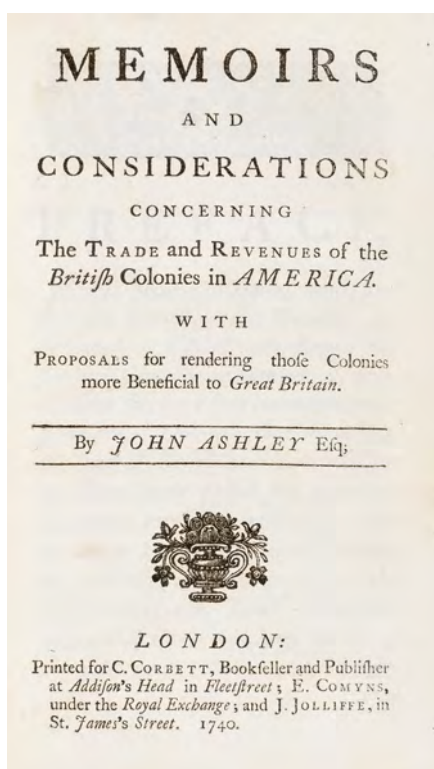 MEMOIRS
AND
CONSIDERATIONS
CONCERNING
The TRADE and REVENUES of the
Britiſh Colonies in AMERICA.
WITH
PROPOSALS for rendering thoſe Colonies
more Beneficial to Great Britain.
By JOHN ASHLEY Eſq;
LONDON:
Printed for C. CORBETT, Bookſeller and Publiſher
at Addiſon's Head in Fleetſtreet; E. COMYNS,
under the Royal Exchange; and J. JOLLIFFE, in
St. James's Street. 1740.